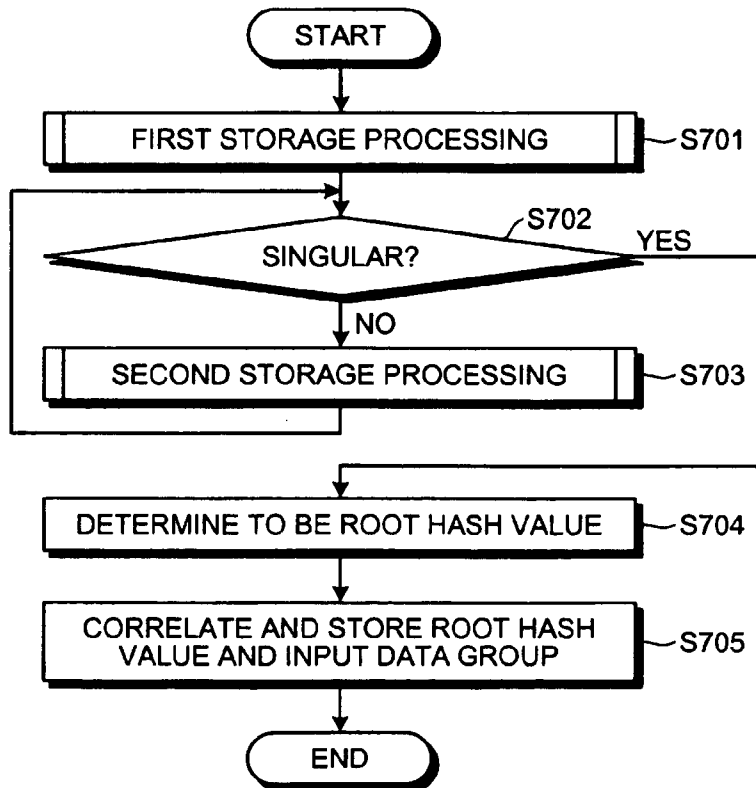 START
FIRST STORAGE PROCESSING
S701
S702
SINGULAR?
YES
NO
SECOND STORAGE PROCESSING
S703
DETERMINE TO BE ROOT HASH VALUE
S704
CORRELATE AND STORE ROOT HASH
VALUE AND INPUT DATA GROUP
S705
END